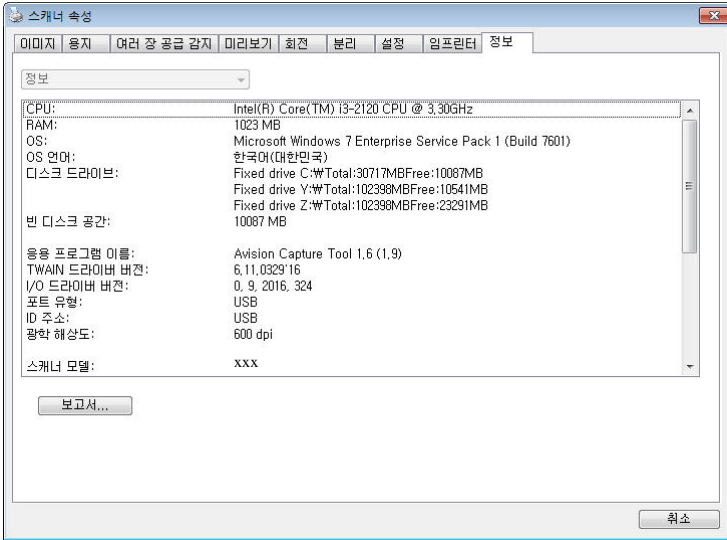 스캐너 속성
이미지 용지 여러 장 공급 감지 미리보기 회전 분리 설정 임프린터 정보
정보
CPU: Intel(R) Core(TM) i3-2120 CPU @ 3,30GHz
RAM: 1023 MB
OS: Microsoft Windows 7 Enterprise Service Pack 1 (Build 7601)
OS 언어: 한국어(대한민국)
디스크 드라이브: Fixed drive C:₩Total:30717MBFree:10087MB
Fixed drive Y:₩Total:102398MBFree:10541MB
Fixed drive Z:₩Total:102398MBFree:23291MB
빈 디스크 공간: 10087 MB
응용 프로그램 이름: Avision Capture Tool 1,6 (1,9)
TWAIN 드라이버 버전: 6,11,0329'16
I/O 드라이버 버전: 0, 9, 2016, 324
포트 유형: USB
ID 주소: USB
광학 해상도: 600 dpi
스캐너 모델: xxx
보고서...
취소